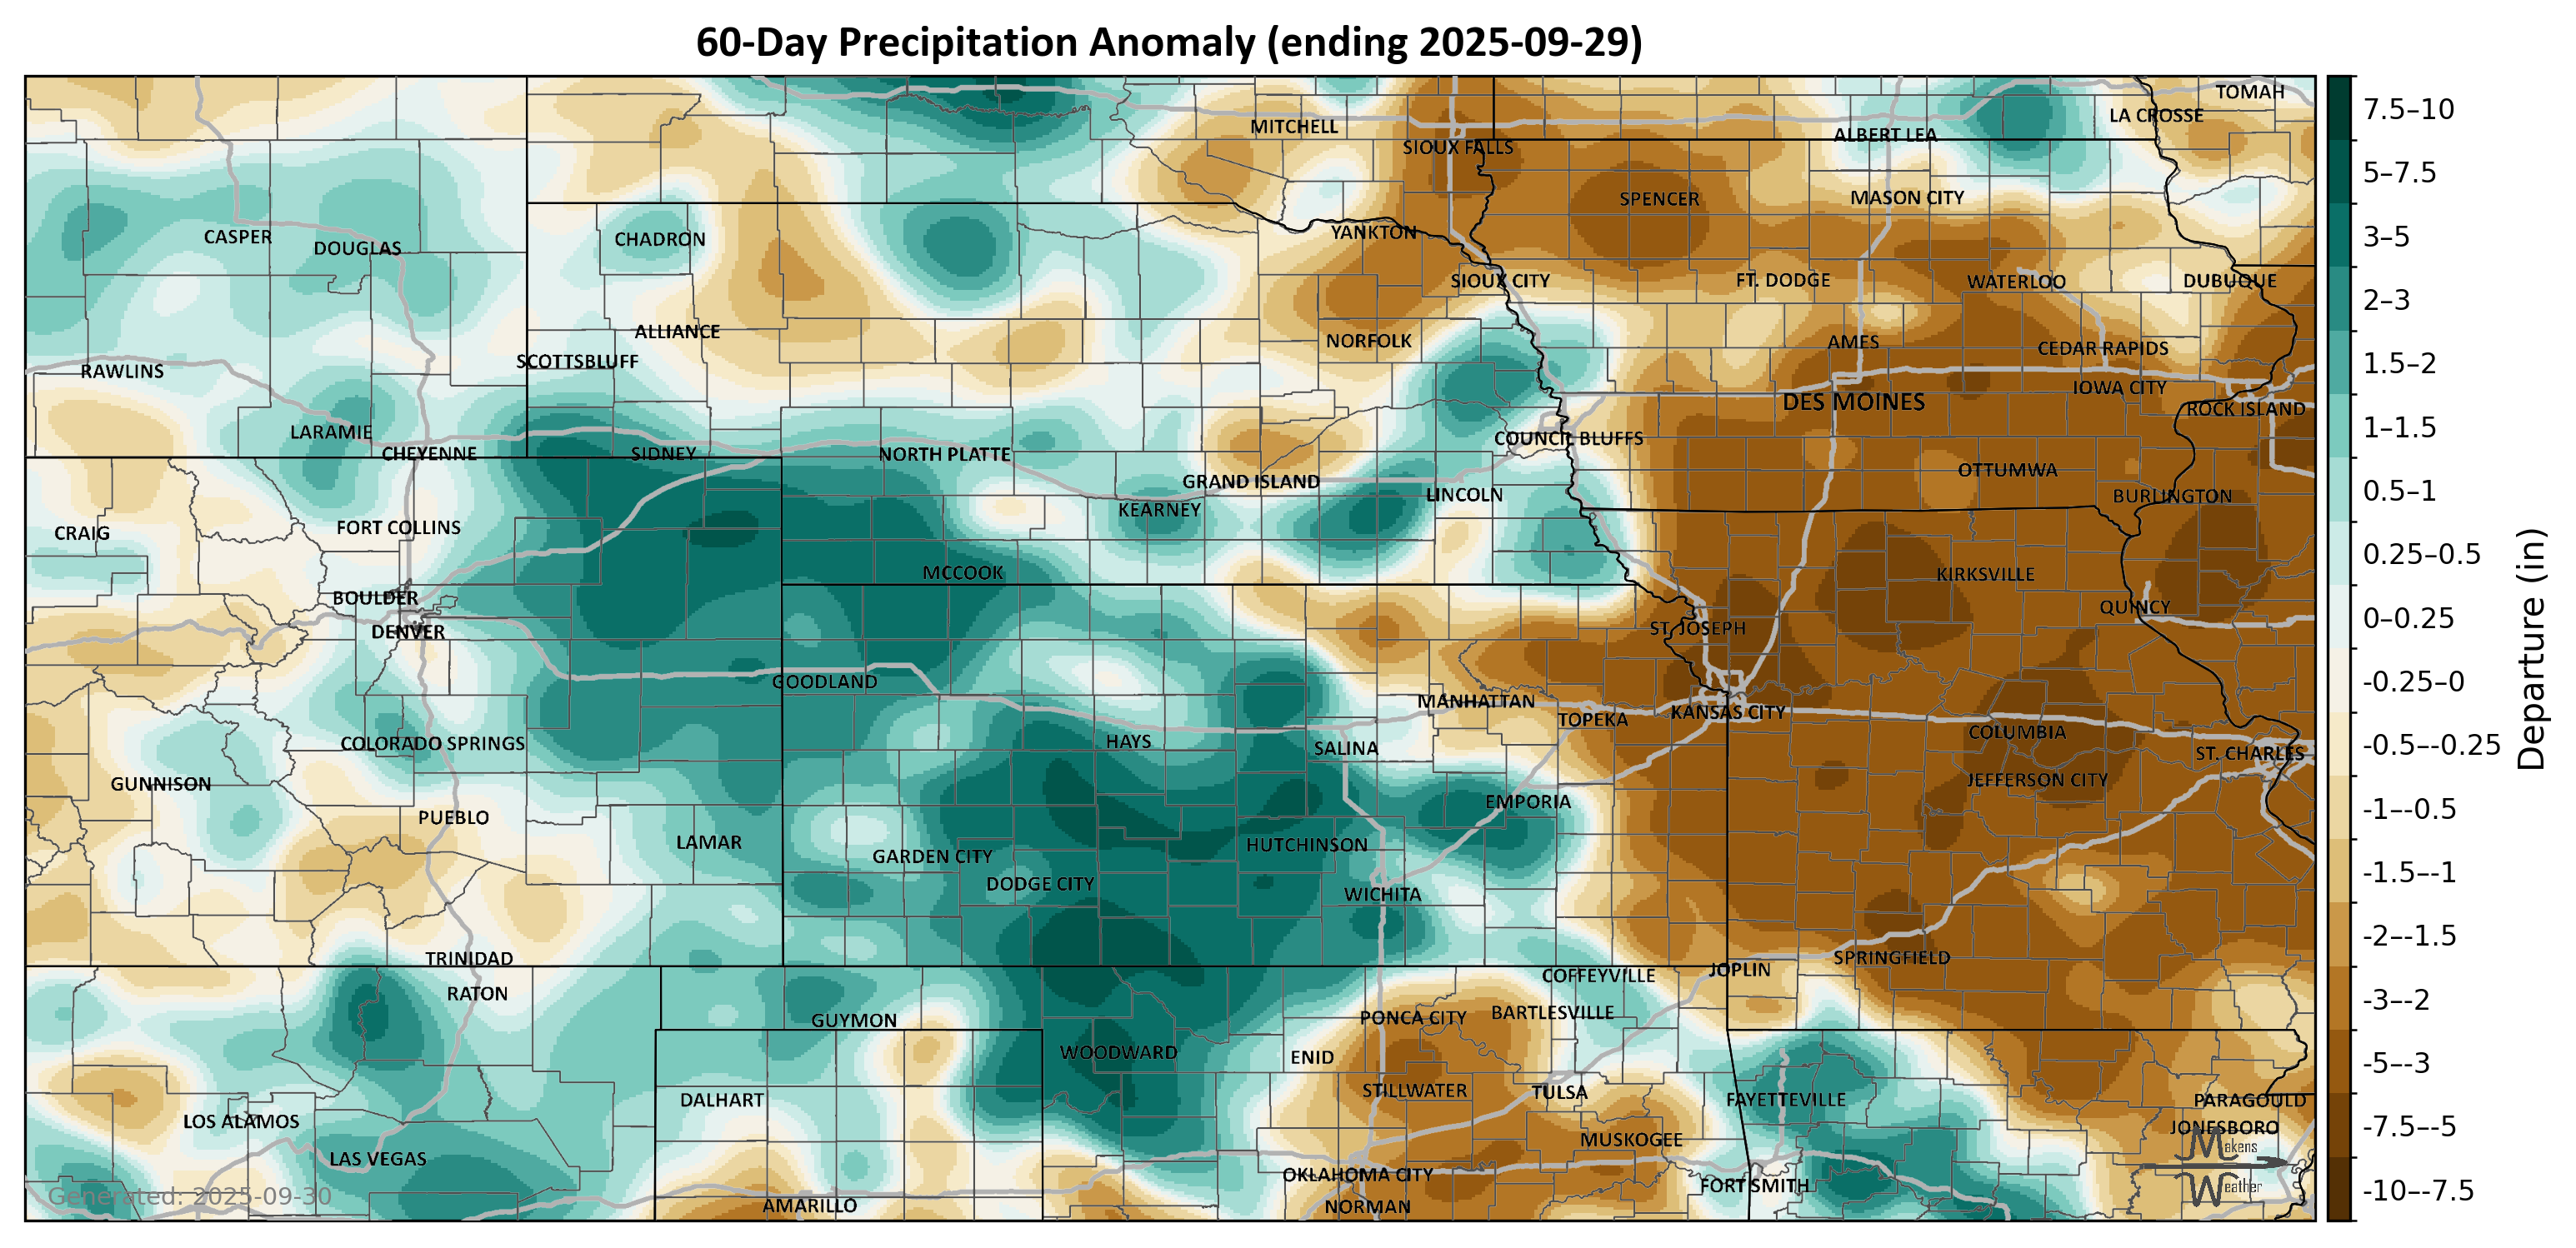 60-Day Precipitation Anomaly (ending 2025-09-29)
TOMAH
LA CROSSE
MITCHELL
ALBERT LEA
SIOUX FALLS
SPENCER
MASON CITY
YANKTON
CASPER
CHADRON
DOUGLAS
SIOUX CITY
FT. DODGE
WATERLOO
DUBUQUE
ALLIANCE
NORFOLK
AMES
CEDAR RAPIDS
SCOTTSBLUFF
RAWLINS
IOWA CITY
DES MOINES
ROCK ISLAND
LARAMIE
COUNCIL BLUFFS
CHEYENNE
SIDNEY
NORTH PLATTE
OTTUMWA
GRAND ISLAND
LINCOLN
BURLINGTON
KEARNEY
CRAIG
FORT COLLINS
MCCOOK
KIRKSVILLE
BOULDER
QUINCY
DENVER
ST. JOSEPH
GOODLAND
MANHATTAN
TOPEKA
KANSAS CITY
COLUMBIA
COLORADO SPRINGS
HAYS
SALINA
ST. CHARLES
GUNNISON
JEFFERSON CITY
EMPORIA
PUEBLO
LAMAR
HUTCHINSON
GARDEN CITY
DODGE CITY
WICHITA
TRINIDAD
SPRINGFIELD
JOPLIN
COFFEYVILLE
RATON
GUYMON
PONCA CITY
BARTLESVILLE
WOODWARD
ENID
STILLWATER
TULSA
DALHART
FAYETTEVILLE
PARAGOULD
LOS ALAMOS
JONESBORO
MUSKOGEE
LAS VEGAS
OKLAHOMA CITY
FORT SMITH
AMARILLO
NORMAN
Makens
Weather
Generated: 2025-09-30
7.5–10
5–7.5
3–5
2–3
1.5–2
1–1.5
0.5–1
0.25–0.5
0–0.25
-0.25–0
-0.5–-0.25
-1–-0.5
-1.5–-1
-2–-1.5
-3–-2
-5–-3
-7.5–-5
-10–-7.5
Departure (in)